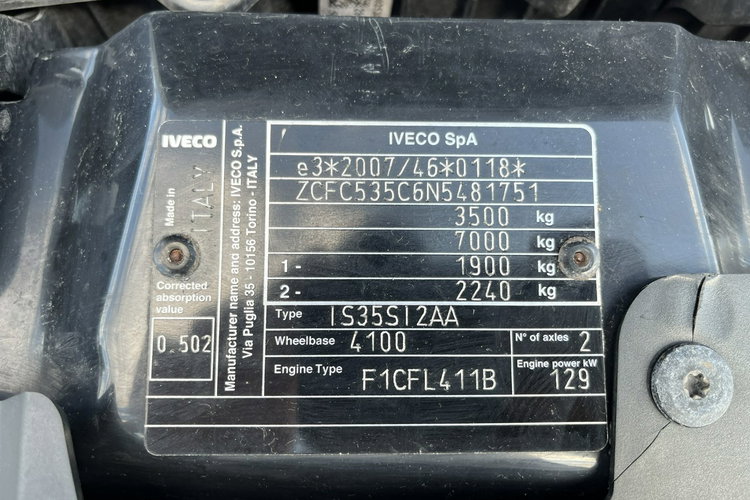 IVECO
Made in
ITALY
Corrected
absorption
value
0.502
Manufacturer name and address: IVECO S.p.A.
Via Puglia 35 - 10156 Torino - ITALY
IVECO SpA
e3*2007/46*0118*
ZCFC535C6N5481751
3500 kg
7000 kg
1- 1900 kg
2- 2240 kg
Type IS35SI2AA
Wheelbase 4100 N° of axles 2
Engine Type F1CFL411B Engine power kW 129